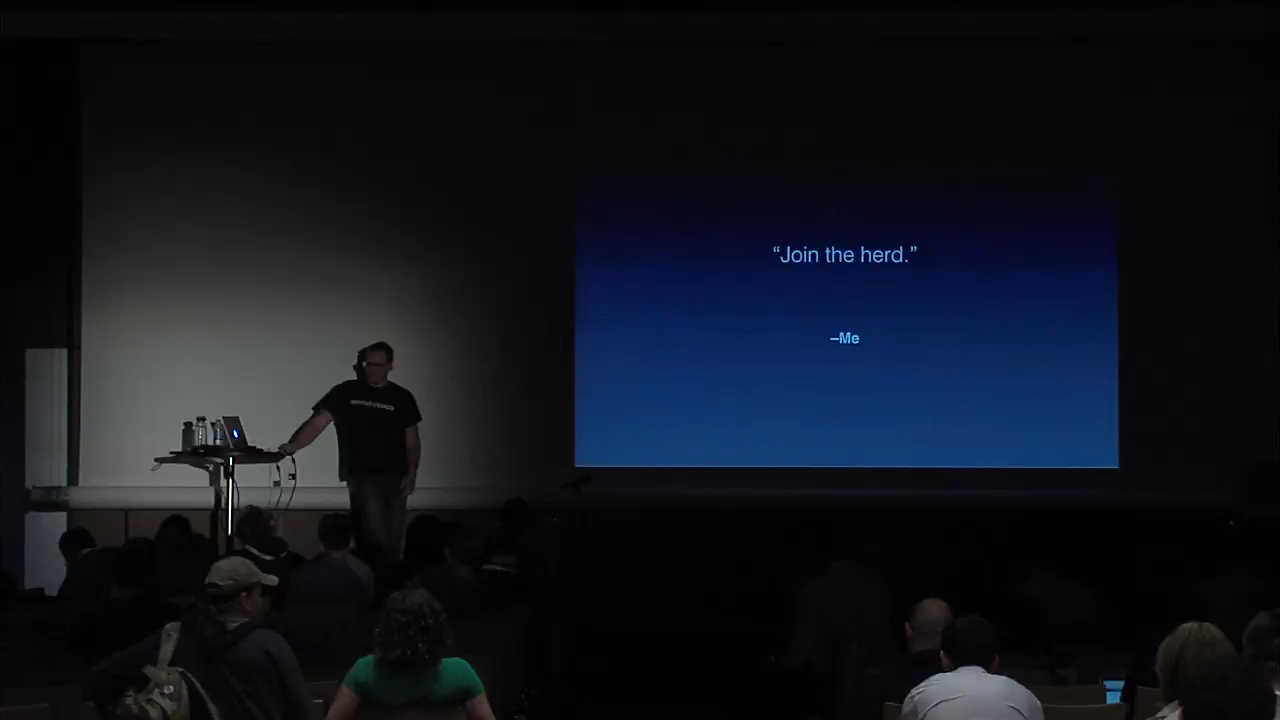 “Join the herd.”
–Me